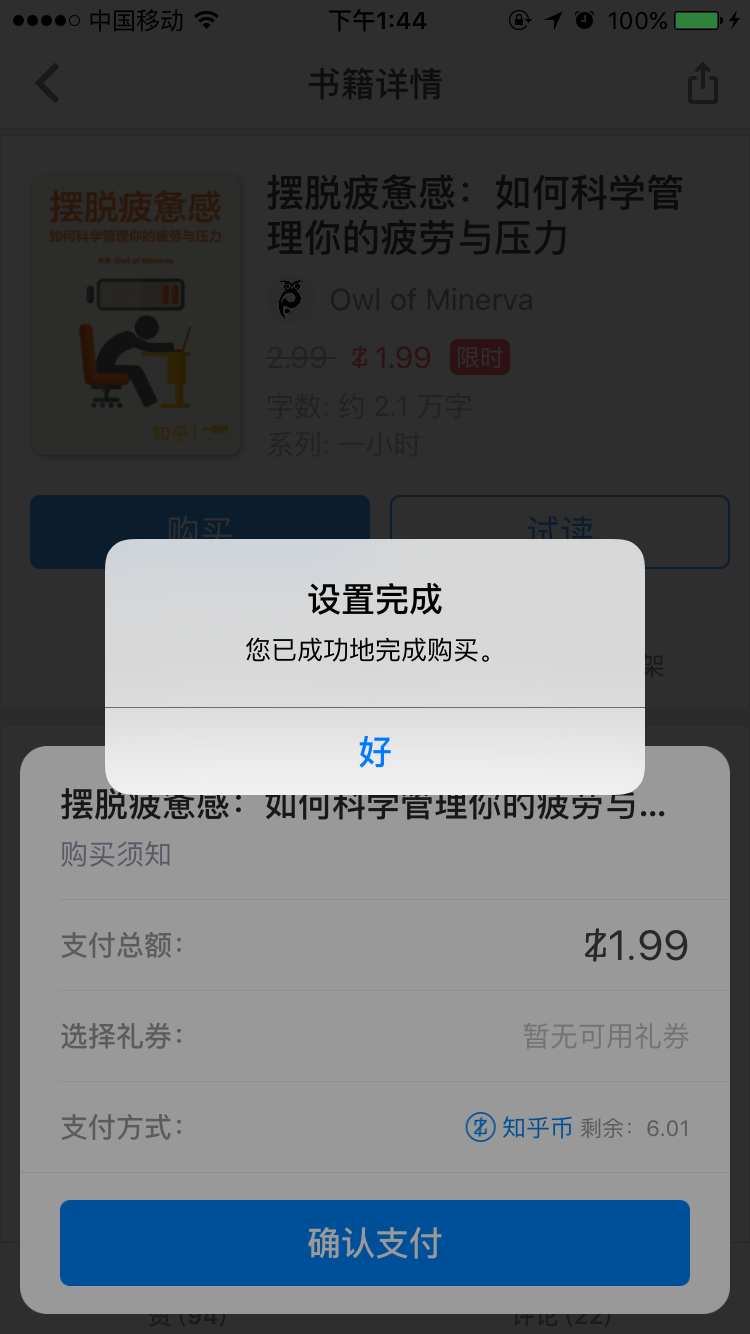 中国移动 下午1:44 100%
书籍详情
摆脱疲惫感
如何科学管理你的疲劳与压力
作者 Owl of Minerva
知乎
摆脱疲惫感：如何科学管
理你的疲劳与压力
Owl of Minerva
2.99 1.99 限时
字数: 约 2.1 万字
系列: 一小时
购买 试读
架
设置完成
您已成功地完成购买。
好
摆脱疲惫感：如何科学管理你的疲劳与...
购买须知
支付总额: 1.99
选择礼券: 暂无可用礼券
支付方式: 知乎币 剩余: 6.01
确认支付
赞 (94) 评论 (22)